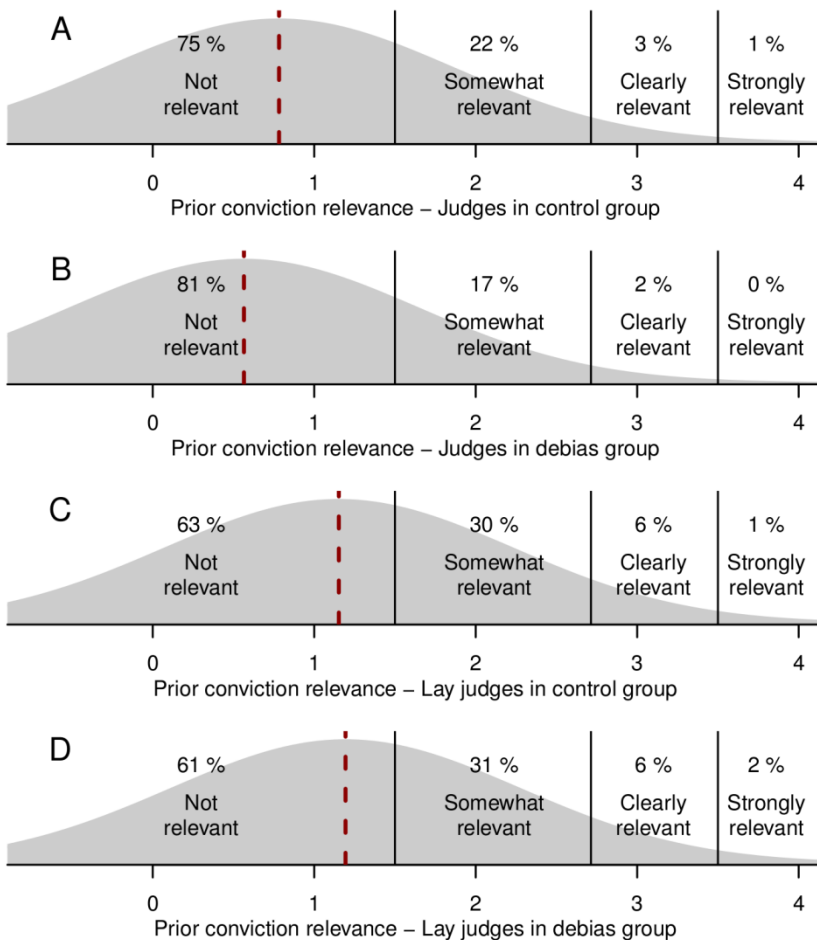 A
75 % 22 % 3 % 1 %
Not Somewhat Clearly Strongly
relevant relevant relevant relevant
0 1 2 3 4
Prior conviction relevance – Judges in control group
B
81 % 17 % 2 % 0 %
Not Somewhat Clearly Strongly
relevant relevant relevant relevant
0 1 2 3 4
Prior conviction relevance – Judges in debias group
C
63 % 30 % 6 % 1 %
Not Somewhat Clearly Strongly
relevant relevant relevant relevant
0 1 2 3 4
Prior conviction relevance – Lay judges in control group
D
61 % 31 % 6 % 2 %
Not Somewhat Clearly Strongly
relevant relevant relevant relevant
0 1 2 3 4
Prior conviction relevance – Lay judges in debias group